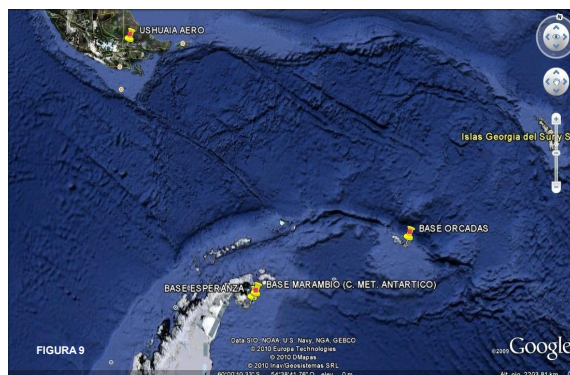 N
USHUAIA AERO
Islas Georgia del Sur y S
BASE ORCADAS
BASE ESPERANZA
BASE MARAMBIO (C. MET. ANTARTICO)
Data SIO, NOAA, U.S. Navy, NGA, GEBCO
© 2010 Europa Technologies
© 2010 DMapas
© 2010 Inav/Geosistemas SRL
FIGURA 9
©2009 Google